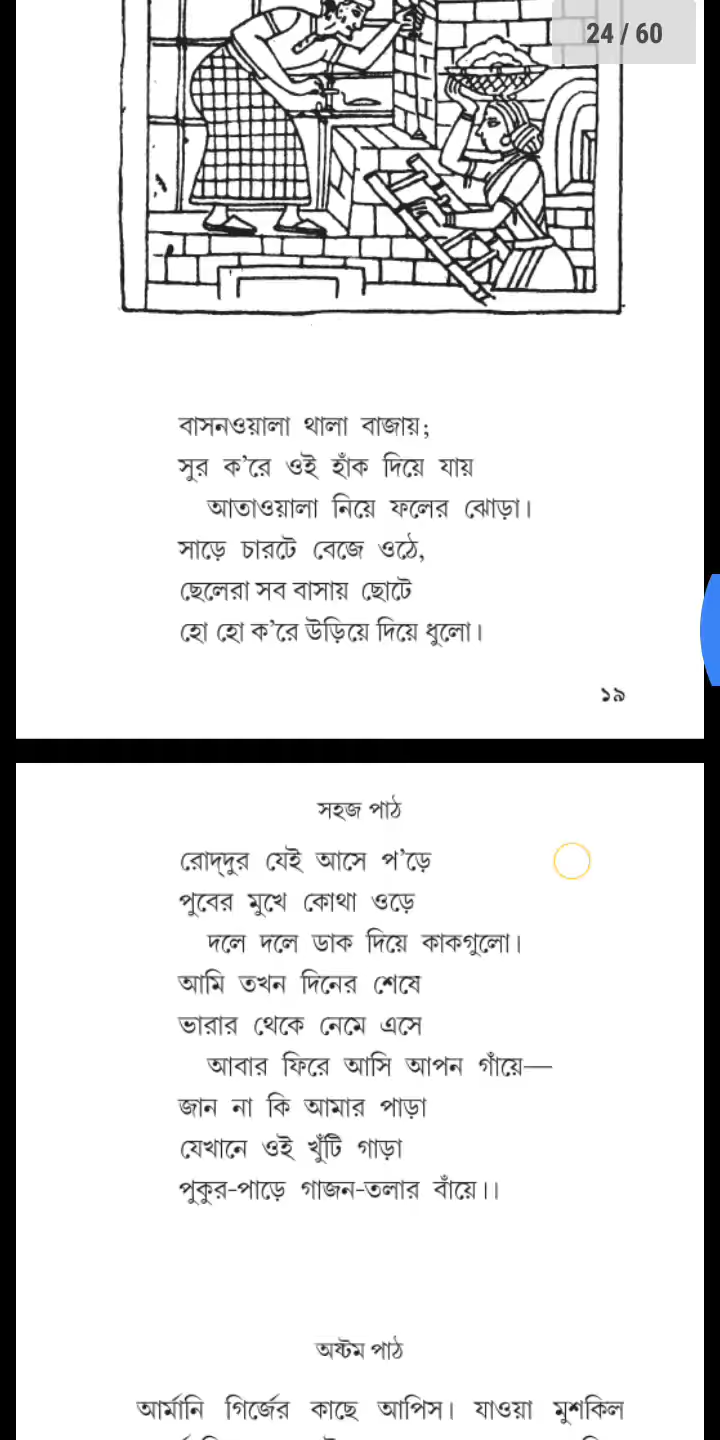 24 / 60
বাসনওয়ালা থালা বাজায়;
সুর ক'রে ওই হাঁক দিয়ে যায়
আতাওয়ালা নিয়ে ফলের ঝোড়া।
সাড়ে চারটে বেজে ওঠে,
ছেলেরা সব বাসায় ছোটে
হো হো ক'রে উড়িয়ে দিয়ে ধুলো।
১৯
সহজ পাঠ
রোদ্‌দুর যেই আসে প'ড়ে
পুবের মুখে কোথা ওড়ে
দলে দলে ডাক দিয়ে কাকগুলো।
আমি তখন দিনের শেষে
ভারার থেকে নেমে এসে
আবার ফিরে আসি আপন গাঁয়ে—
জান না কি আমার পাড়া
যেখানে ওই খুঁটি গাড়া
পুকুর-পাড়ে গাজন-তলার বাঁয়ে।।
অষ্টম পাঠ
আর্মানি গির্জের কাছে আপিস। যাওয়া মুশকিল